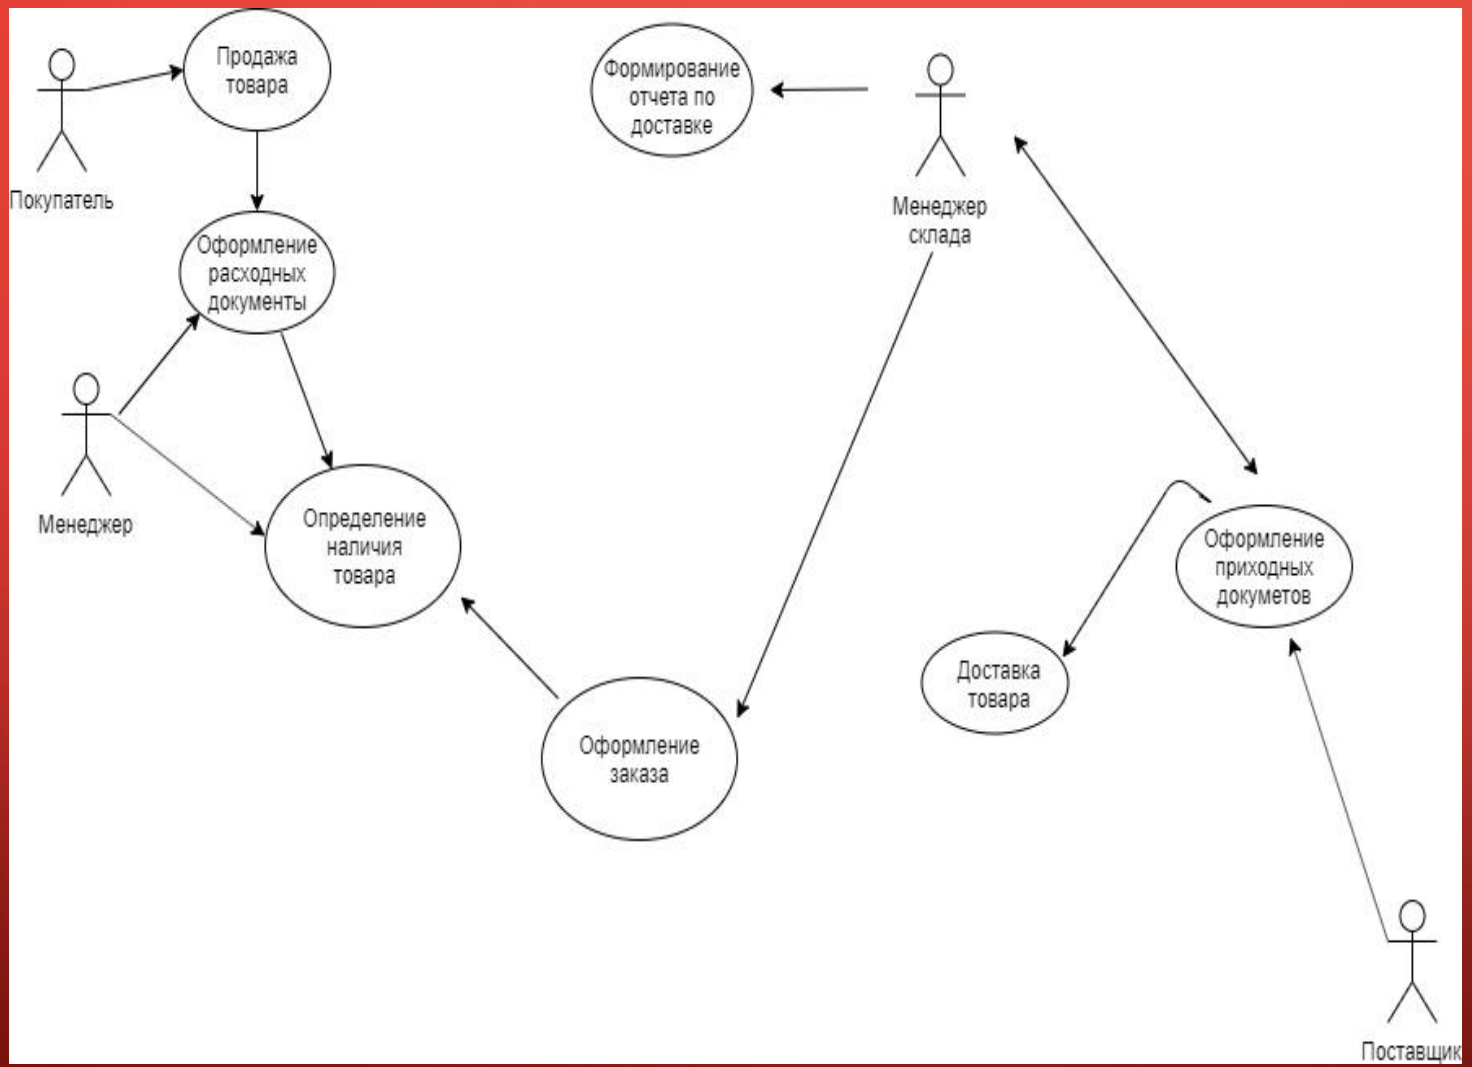 Продажа
товара
Покупатель
Формирование
отчета по
доставке
Менеджер
склада
Оформление
расходных
документы
Менеджер
Определение
наличия
товара
Оформление
приходных
докуметов
Доставка
товара
Оформление
заказа
Поставщик